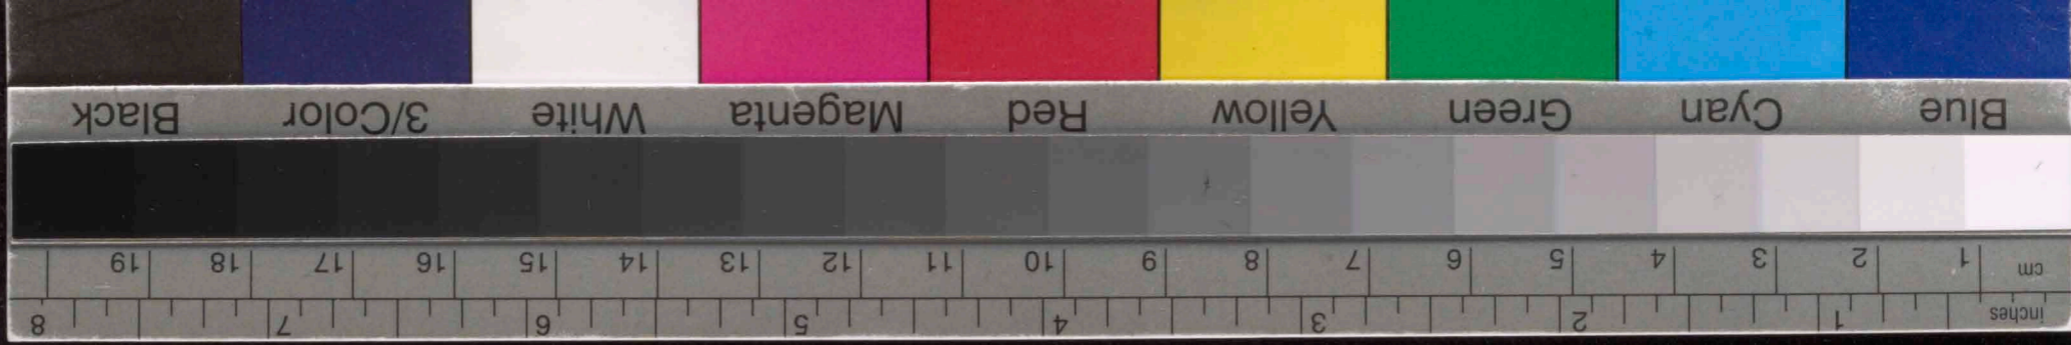 inches 1 2 3 4 5 6 7 8
cm 1 2 3 4 5 6 7 8 9 10 11 12 13 14 15 16 17 18 19
Blue Cyan Green Yellow Red Magenta White 3/Color Black